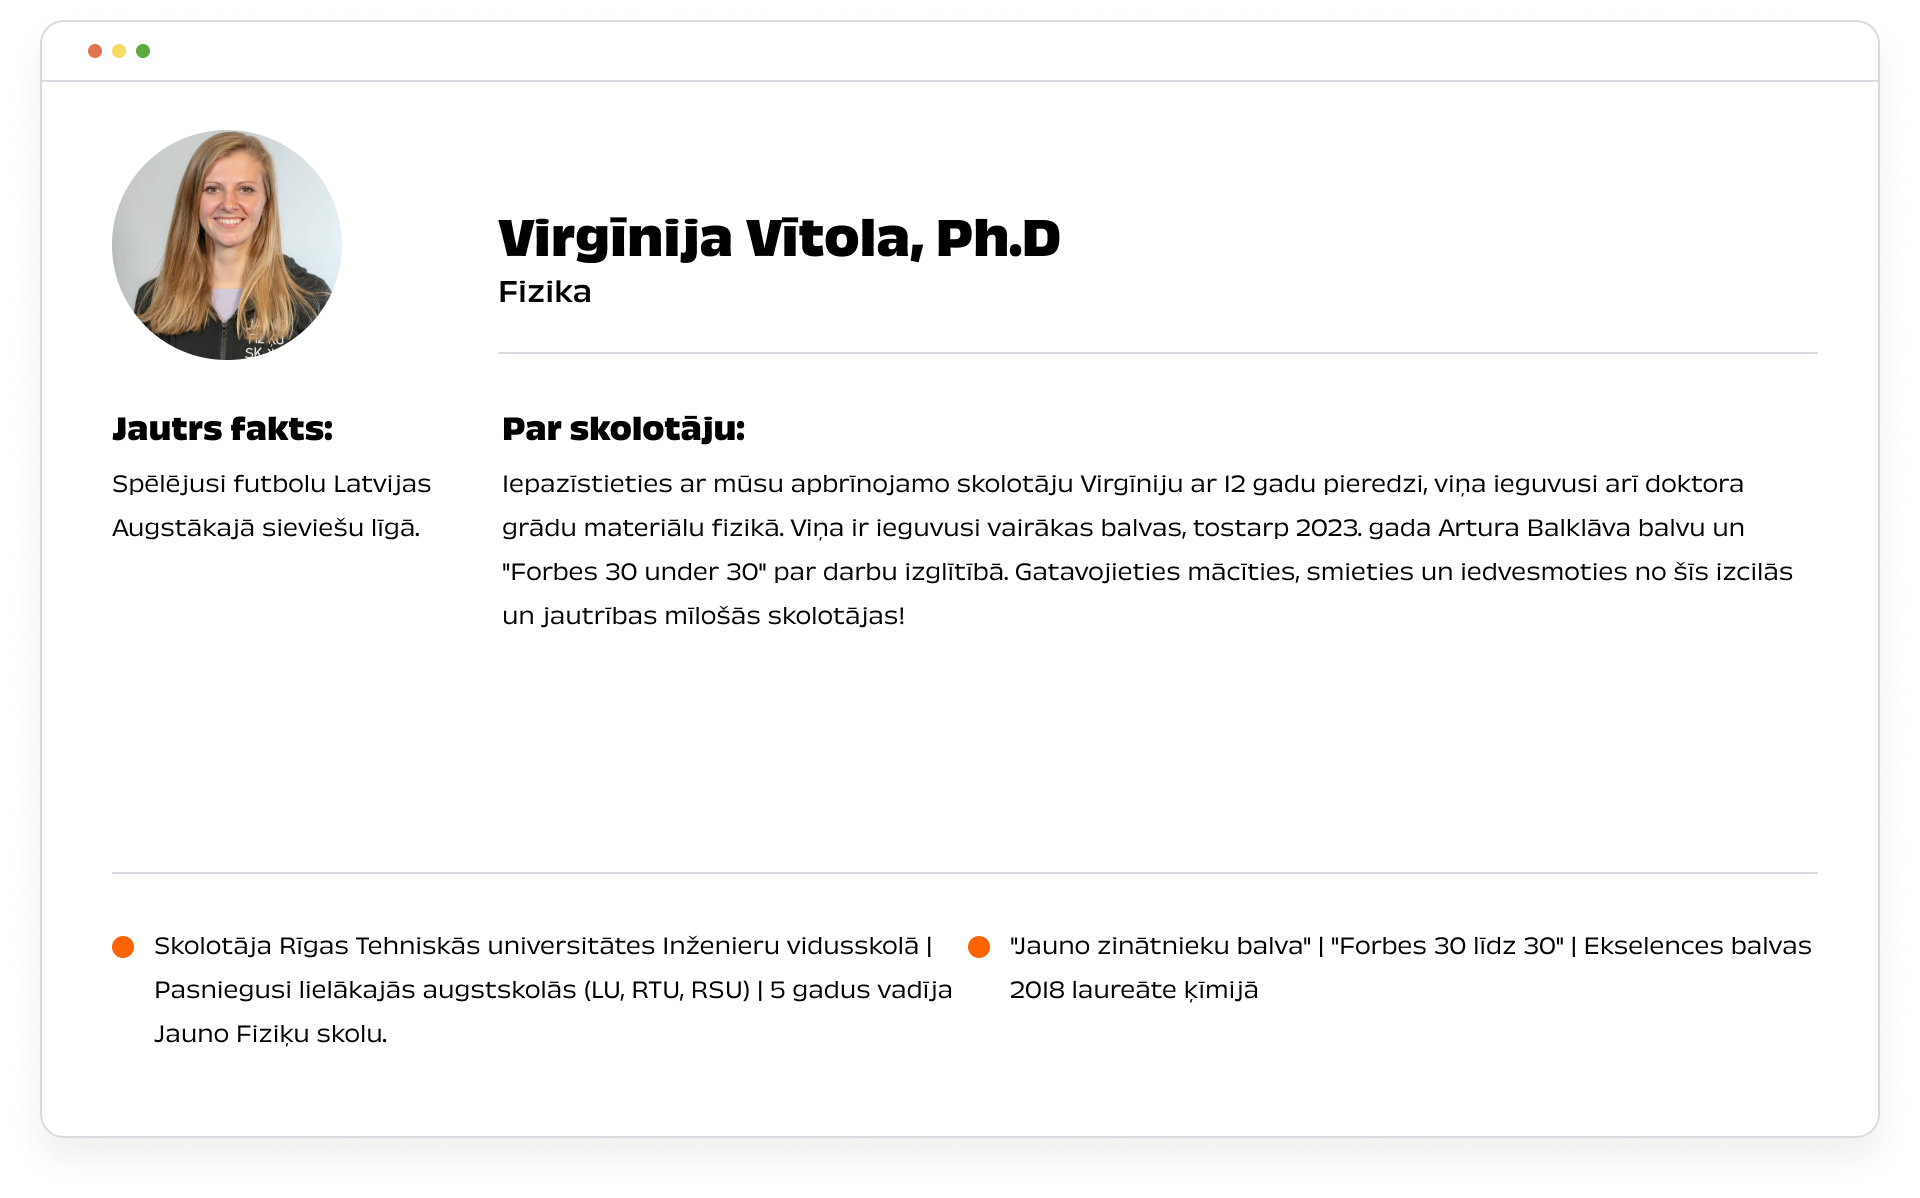 Virgīnija Vītola, Ph.D
Fizika
Jautrs fakts:
Spēlējusi futbolu Latvijas
Augstākajā sieviešu līgā.
Par skolotāju:
Iepazīstieties ar mūsu apbrīnojamo skolotāju Virgīniju ar 12 gadu pieredzi, viņa ieguvusi arī doktora
grādu materiālu fizikā. Viņa ir ieguvusi vairākas balvas, tostarp 2023. gada Artura Balklāva balvu un
"Forbes 30 under 30" par darbu izglītībā. Gatavojieties mācīties, smieties un iedvesmoties no šīs izcilās
un jautrības mīlošās skolotājas!
Skolotāja Rīgas Tehniskās universitātes Inženieru vidusskolā |
Pasniegusi lielākajās augstskolās (LU, RTU, RSU) | 5 gadus vadīja
Jauno Fiziķu skolu.
"Jauno zinātnieku balva" | "Forbes 30 līdz 30" | Ekselences balvas
2018 laureāte ķīmijā